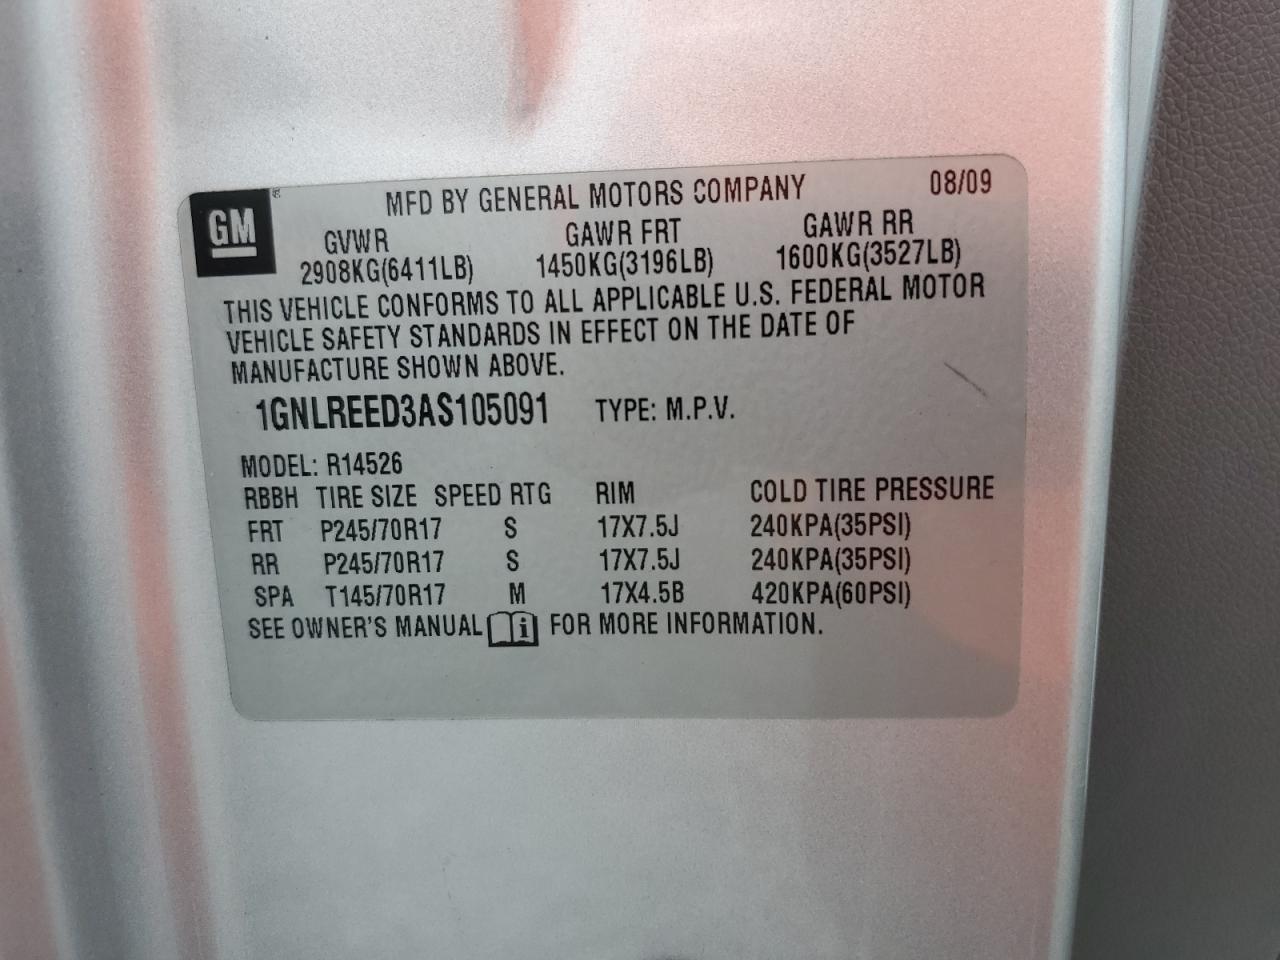 GM
MFD BY GENERAL MOTORS COMPANY 08/09
GVWR GAWR FRT GAWR RR
2908KG(6411LB) 1450KG(3196LB) 1600KG(3527LB)
THIS VEHICLE CONFORMS TO ALL APPLICABLE U.S. FEDERAL MOTOR
VEHICLE SAFETY STANDARDS IN EFFECT ON THE DATE OF
MANUFACTURE SHOWN ABOVE.
1GNLREED3AS105091 TYPE: M.P.V.
MODEL: R14526
RBBH TIRE SIZE SPEED RTG RIM COLD TIRE PRESSURE
FRT P245/70R17 S 17X7.5J 240KPA(35PSI)
RR P245/70R17 S 17X7.5J 240KPA(35PSI)
SPA T145/70R17 M 17X4.5B 420KPA(60PSI)
SEE OWNER'S MANUAL i FOR MORE INFORMATION.